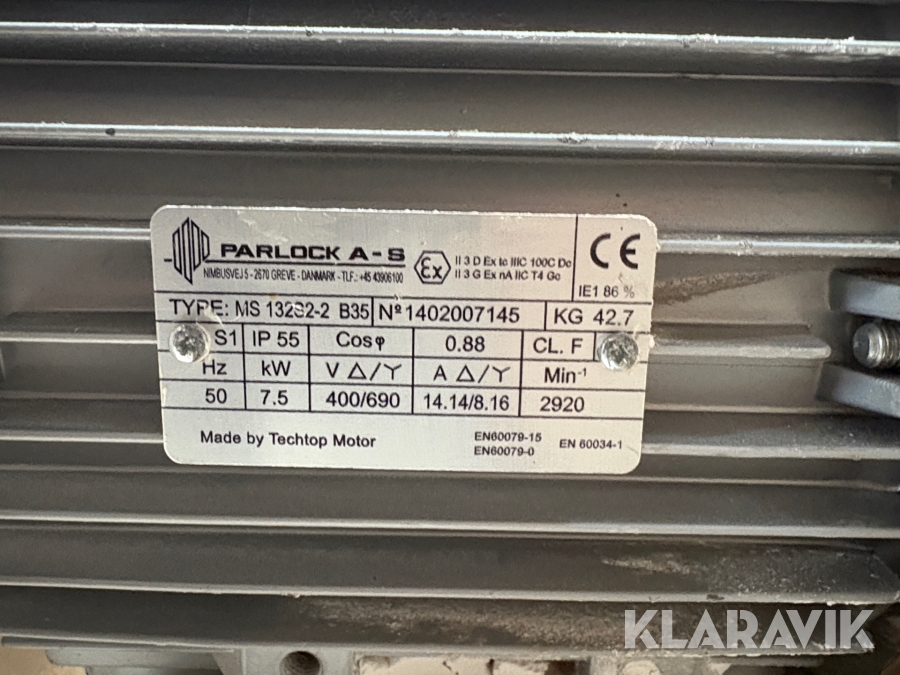 PARLOCK A-S
NIMBUSVEJ 5 - 2670 GREVE - DANMARK - TLF.: +45 43906100
Ex
II 3 D Ex tc IIIC 100C Dc
II 3 G Ex nA IIC T4 Gc
CE
IE1 86 %
TYPE: MS 132S2-2 B35 Nº 1402007145 KG 42.7
S1 IP 55 Cosφ 0.88 CL. F
Hz kW V △/Y A △/Y Min-¹
50 7.5 400/690 14.14/8.16 2920
Made by Techtop Motor
EN60079-15
EN60079-0
EN 60034-1
KLARAVIK